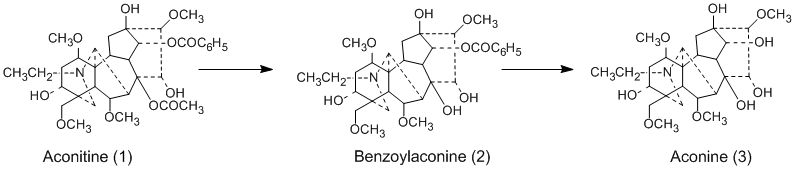 OH
OCH3
CH3O
OCOC6H5
CH3CH2
N
HO
OH
OCOCH3
OCH3
OCH3
Aconitine (1)
OH
OCH3
CH3O
OCOC6H5
CH3CH2
N
HO
OH
OH
OCH3
OCH3
Benzoylaconine (2)
OH
OCH3
CH3O
OH
CH3CH2
N
HO
OH
OH
OCH3
OCH3
Aconine (3)